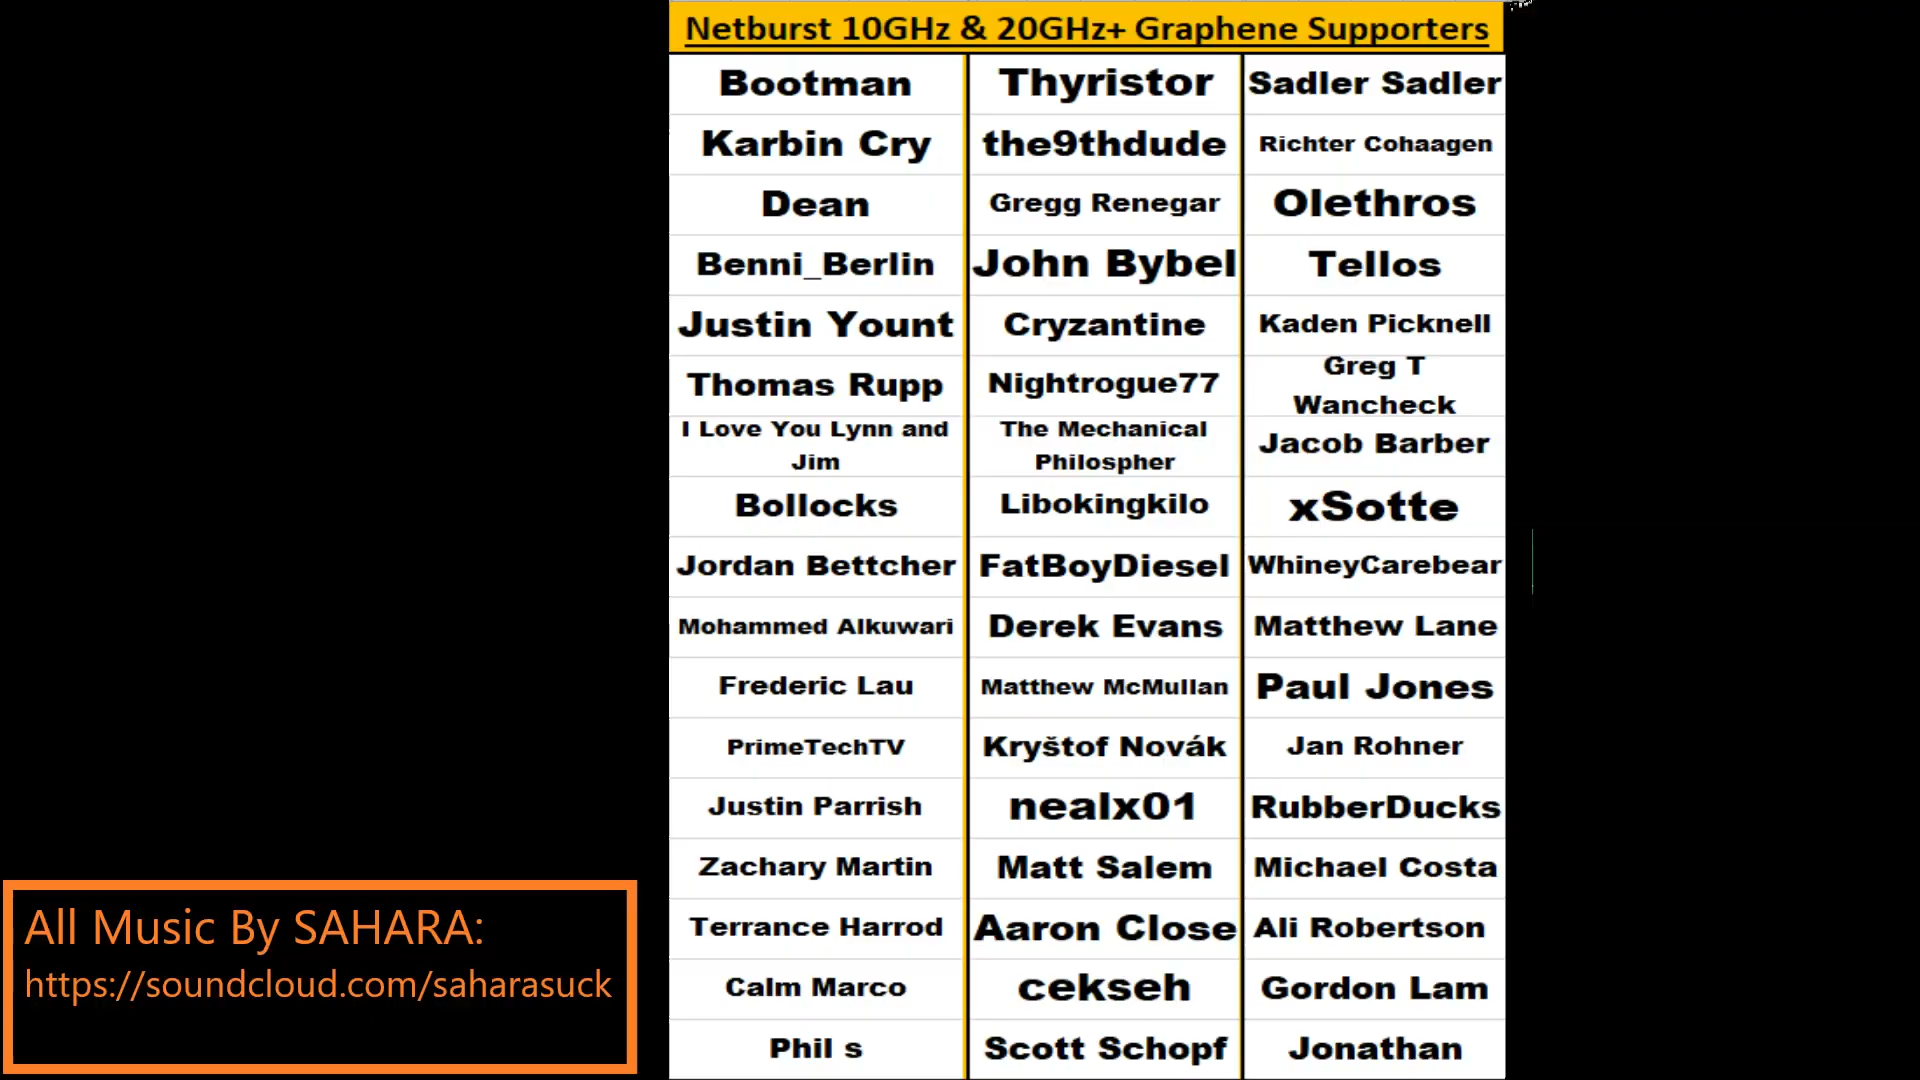 Netburst 10GHz & 20GHz+ Graphene Supporters
Bootman Thyristor Sadler Sadler
Karbin Cry the9thdude Richter Cohaagen
Dean Gregg Renegar Olethros
Benni_Berlin John Bybel Tellos
Justin Yount Cryzantine Kaden Picknell
Thomas Rupp Nightrogue77 Greg T
Wancheck
I Love You Lynn and
Jim
The Mechanical
Philospher
Jacob Barber
Bollocks Libokingkilo xSotte
Jordan Bettcher FatBoyDiesel WhineyCarebear
Mohammed Alkuwari Derek Evans Matthew Lane
Frederic Lau Matthew McMullan Paul Jones
PrimeTechTV Kryštof Novák Jan Rohner
Justin Parrish nealx01 RubberDucks
Zachary Martin Matt Salem Michael Costa
Terrance Harrod Aaron Close Ali Robertson
Calm Marco cekseh Gordon Lam
Phil s Scott Schopf Jonathan
All Music By SAHARA:
https://soundcloud.com/saharasuck